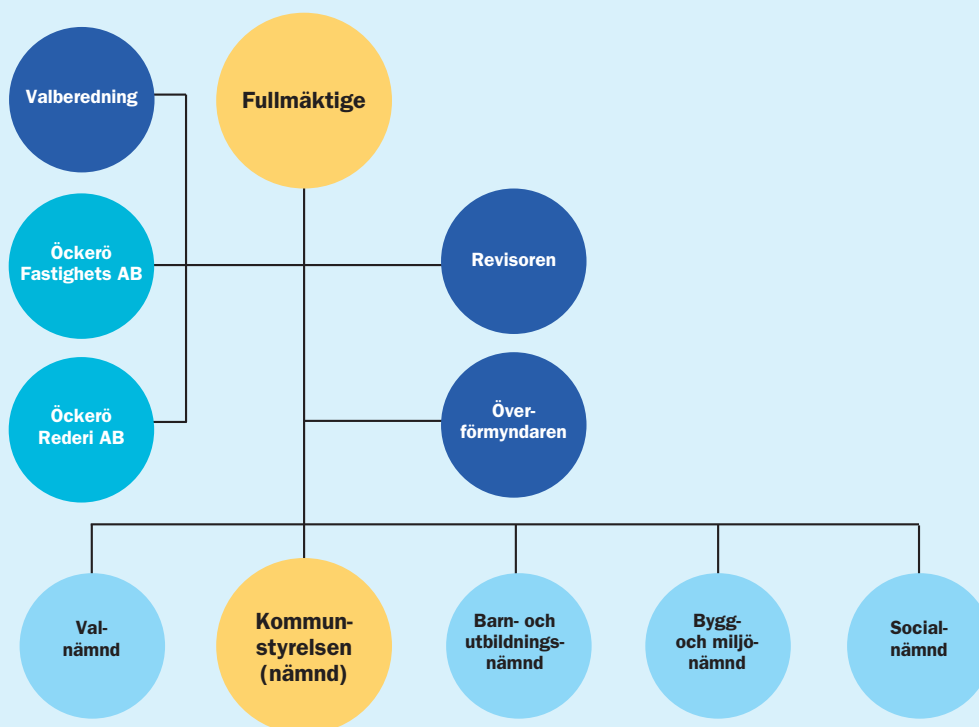 Valberedning
Fullmäktige
Öckerö
Fastighets AB
Revisoren
Öckerö
Rederi AB
Över-
förmyndaren
Val-
nämnd
Kommun-
styrelsen
(nämnd)
Barn- och
utbildnings-
nämnd
Bygg-
och miljö-
nämnd
Social-
nämnd